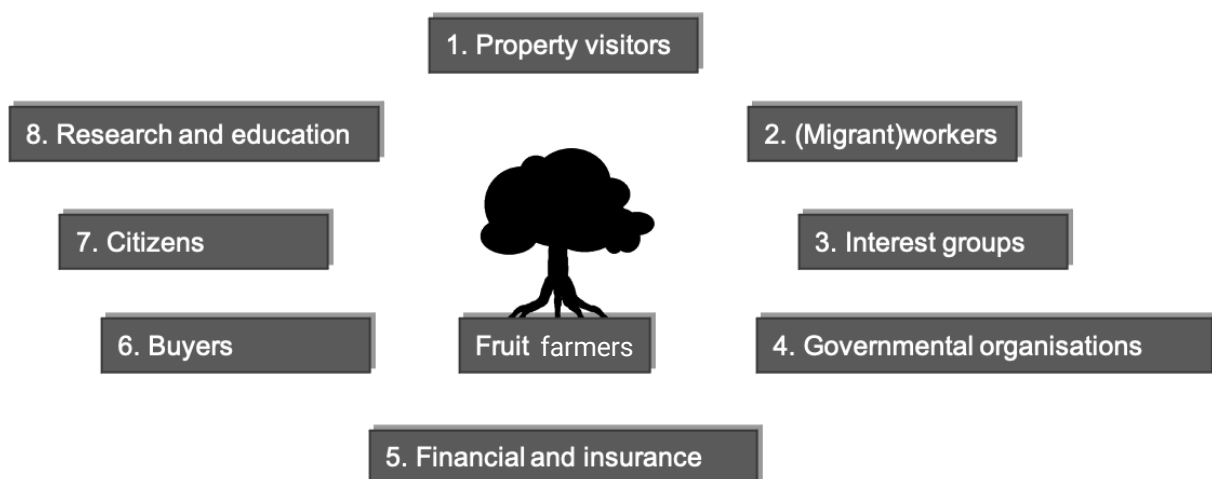 1. Property visitors
8. Research and education
2. (Migrant)workers
7. Citizens
3. Interest groups
6. Buyers
Fruit farmers
4. Governmental organisations
5. Financial and insurance